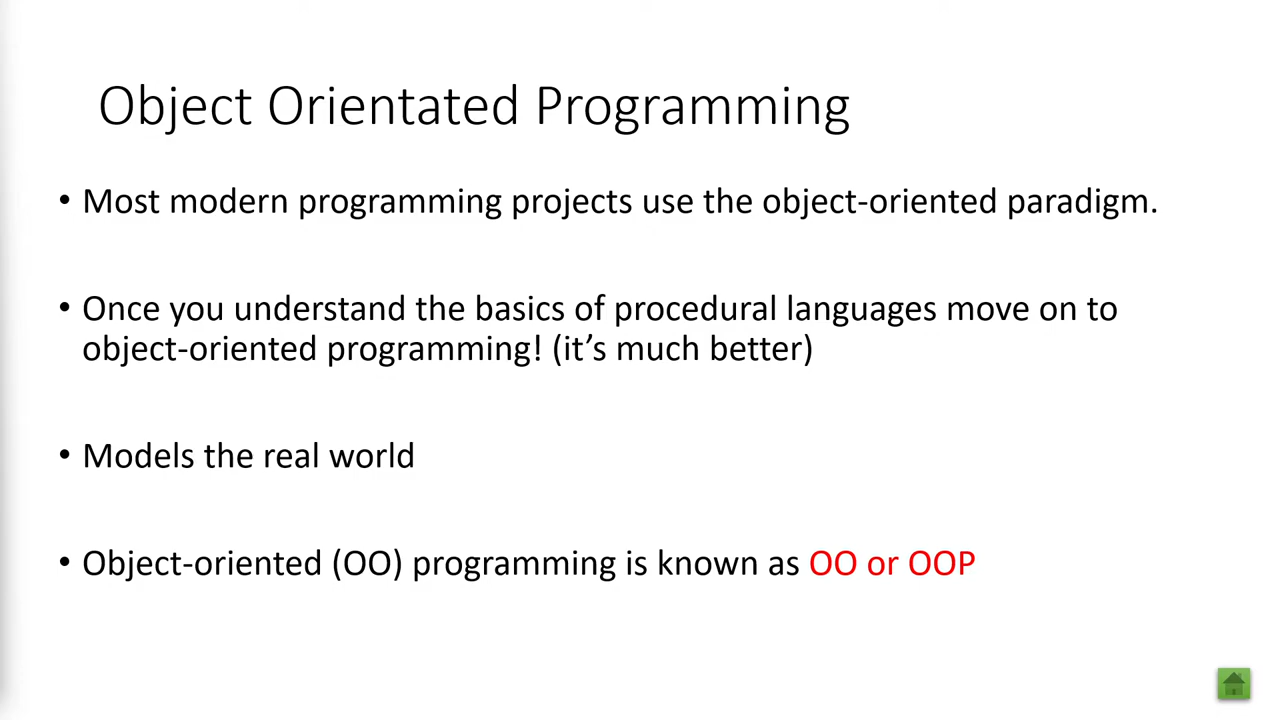 Object Orientated Programming
• Most modern programming projects use the object-oriented paradigm.
• Once you understand the basics of procedural languages move on to
object-oriented programming! (it’s much better)
• Models the real world
• Object-oriented (OO) programming is known as OO or OOP